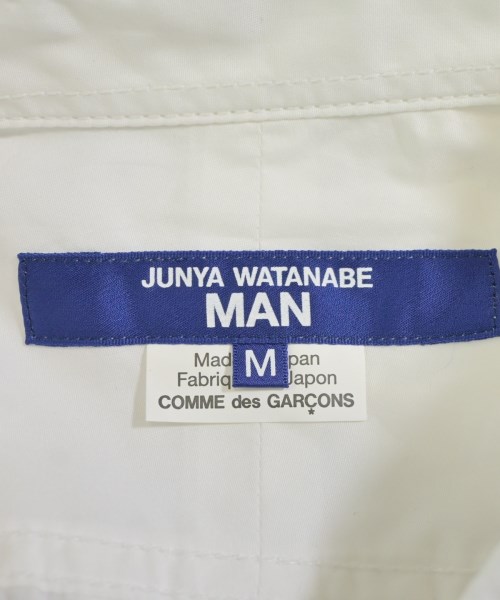 JUNYA WATANABE
MAN
M
Mad pan
Fabriq Japon
COMME des GARÇONS
*